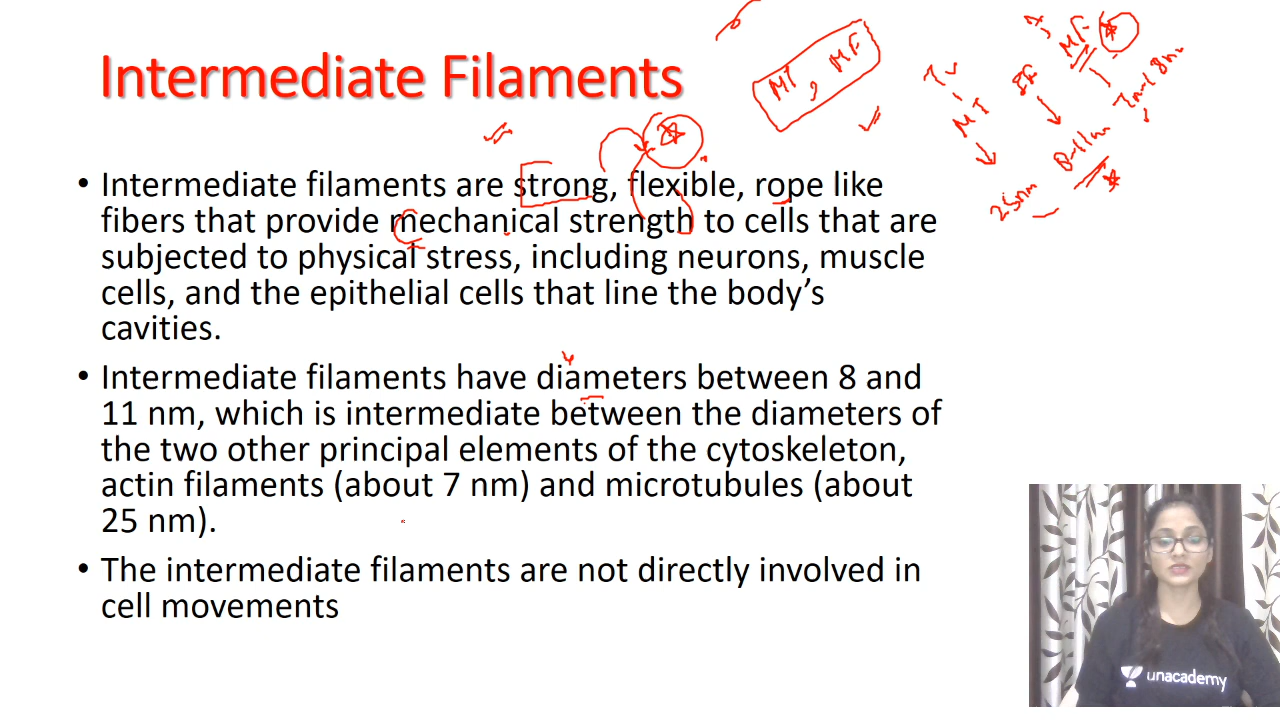 Intermediate Filaments
MT, MF
MF
IF
MT
7nm-8nm
8-11nm
25nm
• Intermediate filaments are strong, flexible, rope like
fibers that provide mechanical strength to cells that are
subjected to physical stress, including neurons, muscle
cells, and the epithelial cells that line the body’s
cavities.
• Intermediate filaments have diameters between 8 and
11 nm, which is intermediate between the diameters of
the two other principal elements of the cytoskeleton,
actin filaments (about 7 nm) and microtubules (about
25 nm).
• The intermediate filaments are not directly involved in
cell movements
unacademy